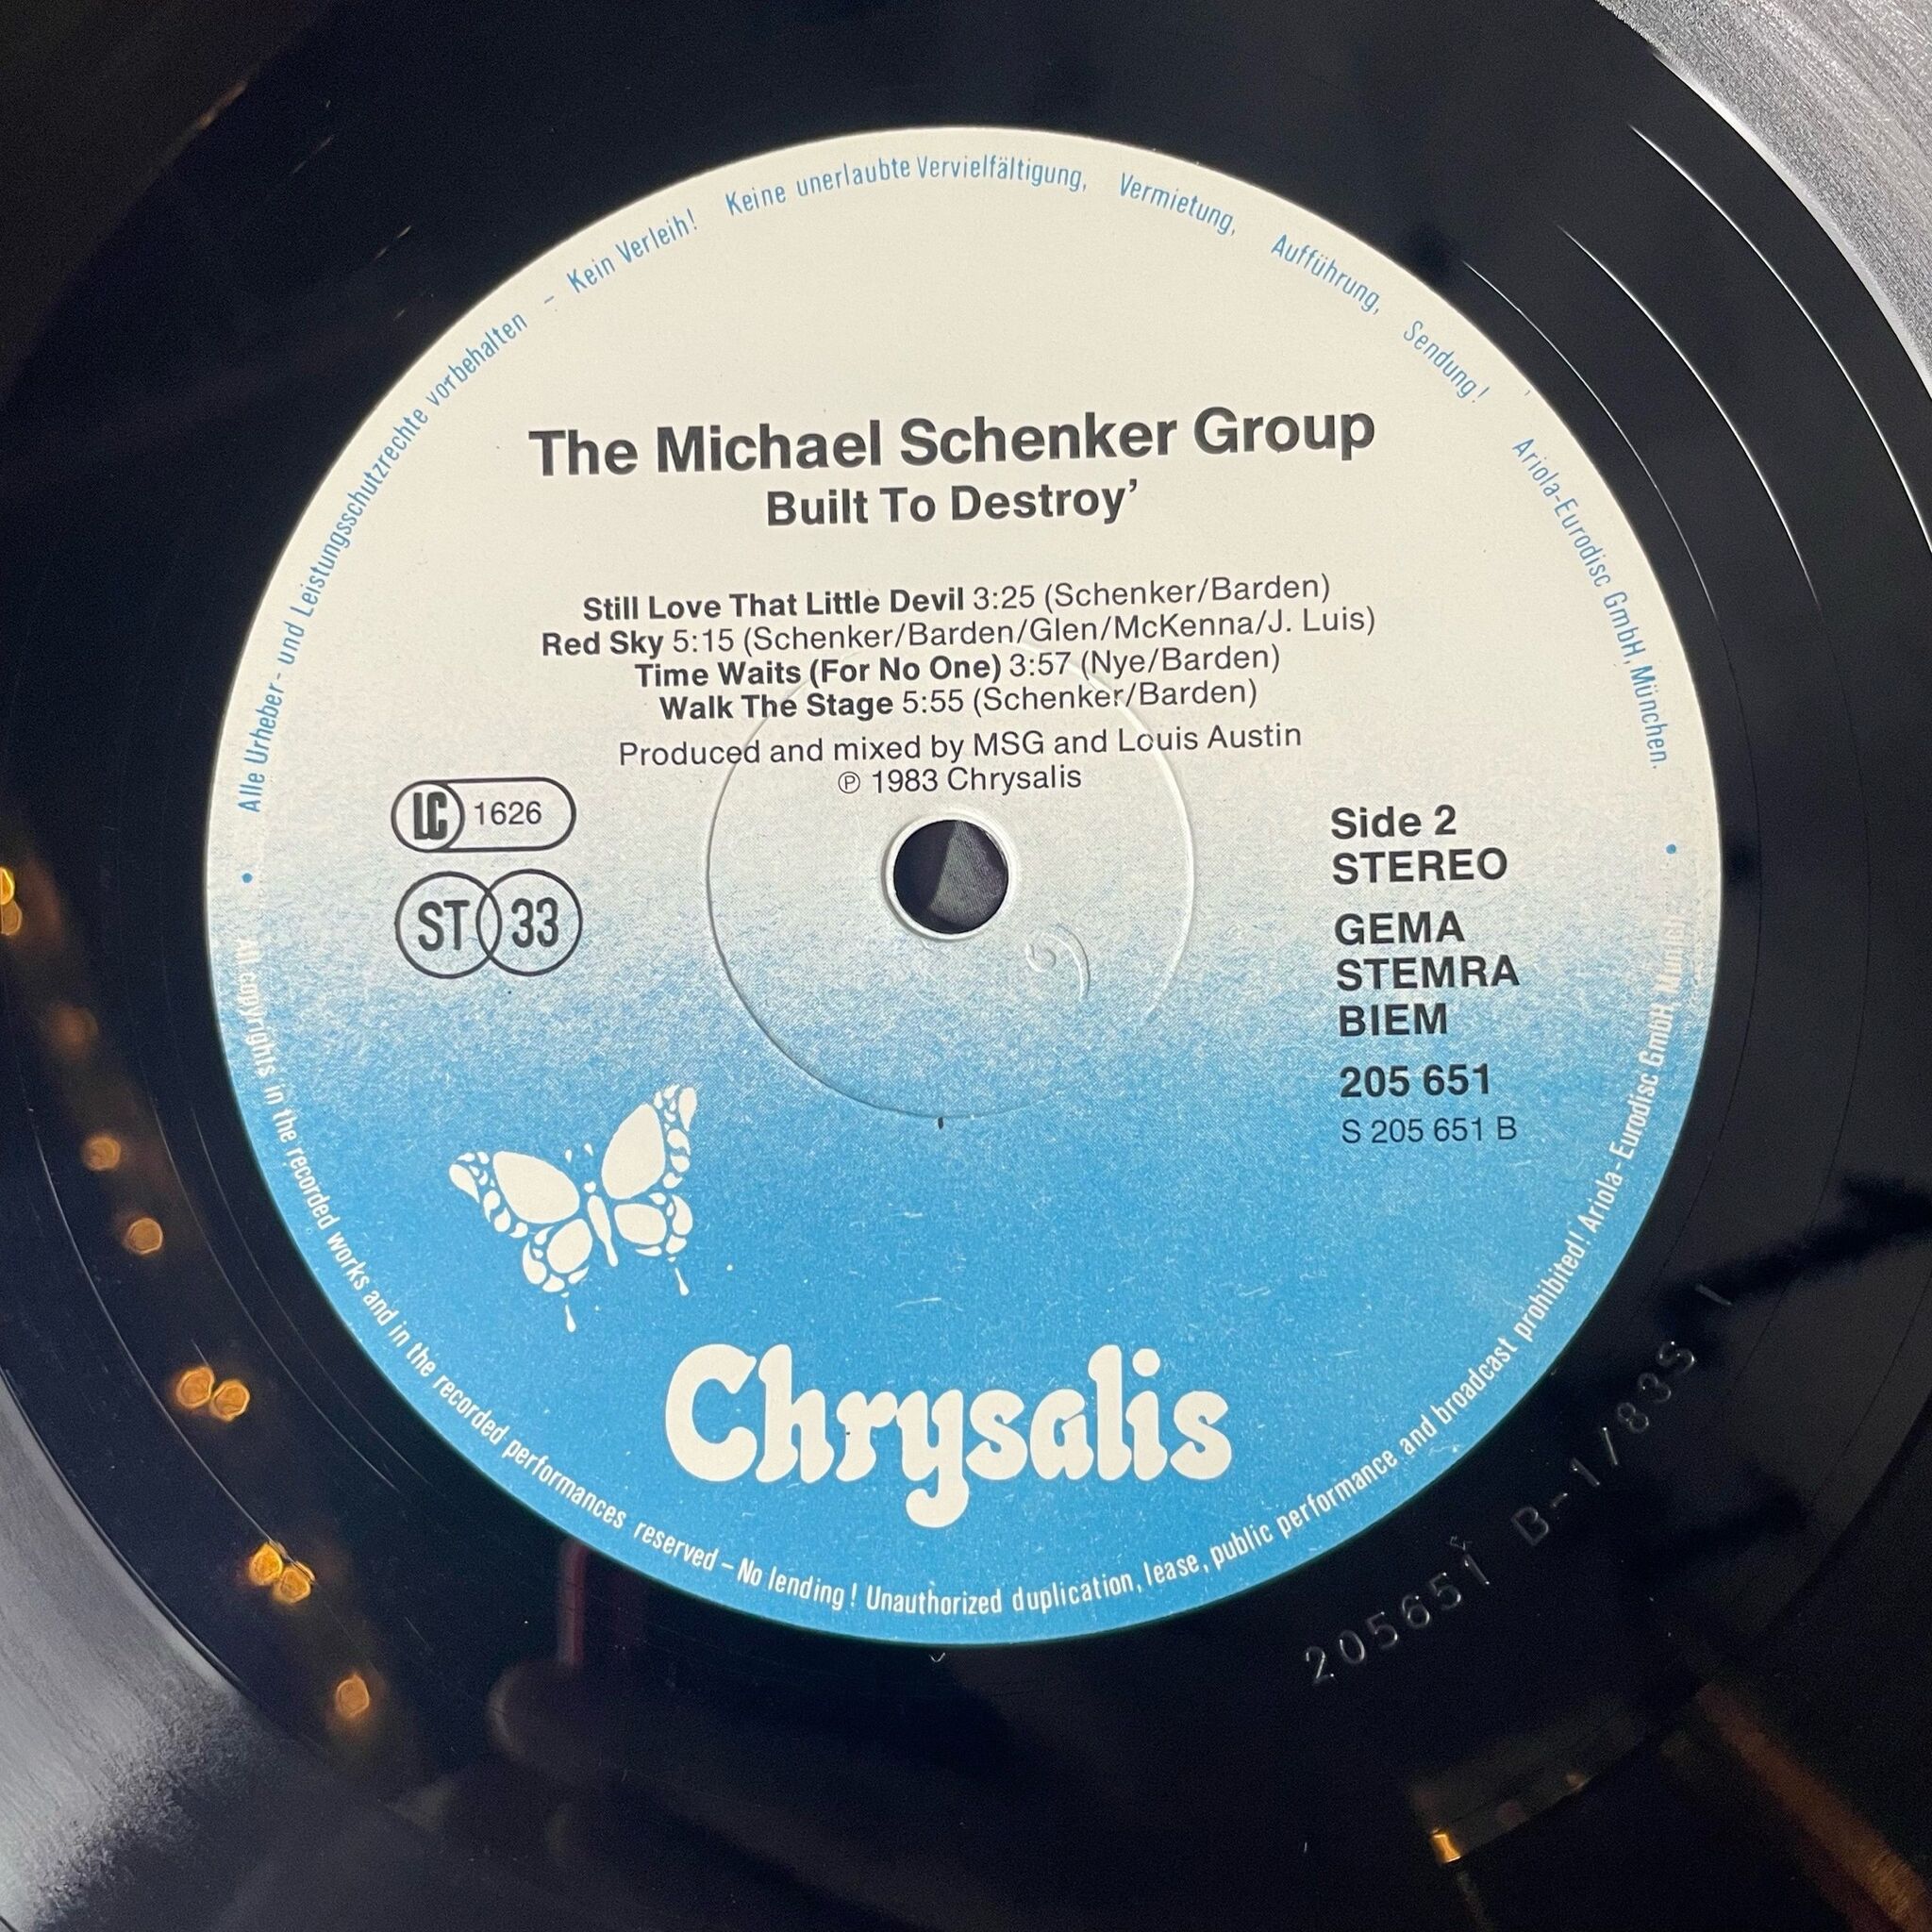 Alle Urheber- und Leistungsschutzrechte vorbehalten – Kein Verleih! Keine unerlaubte Vervielfältigung, Vermietung, Aufführung, Sendung! Ariola-Eurodisc GmbH, München.
The Michael Schenker Group
Built To Destroy’
Still Love That Little Devil 3:25 (Schenker/Barden)
Red Sky 5:15 (Schenker/Barden/Glen/McKenna/J. Luis)
Time Waits (For No One) 3:57 (Nye/Barden)
Walk The Stage 5:55 (Schenker/Barden)
Produced and mixed by MSG and Louis Austin
℗ 1983 Chrysalis
LC 1626
ST 33
Side 2
STEREO
GEMA
STEMRA
BIEM
205 651
S 205 651 B
Chrysalis
All copyrights in the recorded works and in the recorded performances reserved – No lending! Unauthorized duplication, lease, public performance and broadcast prohibited! Ariola-Eurodisc GmbH Munich
205651 B-1/83S